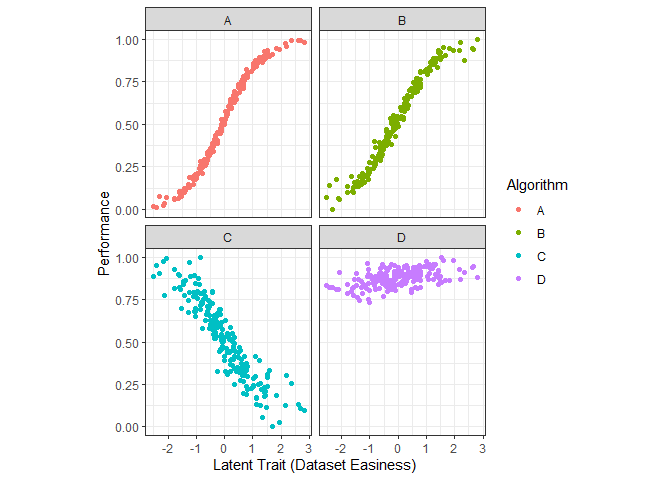 A B
1.00
0.75
0.50
0.25
0.00
C D
1.00
0.75
0.50
0.25
0.00
-2 -1 0 1 2 3 -2 -1 0 1 2 3
Latent Trait (Dataset Easiness)
Performance
Algorithm
A
B
C
D